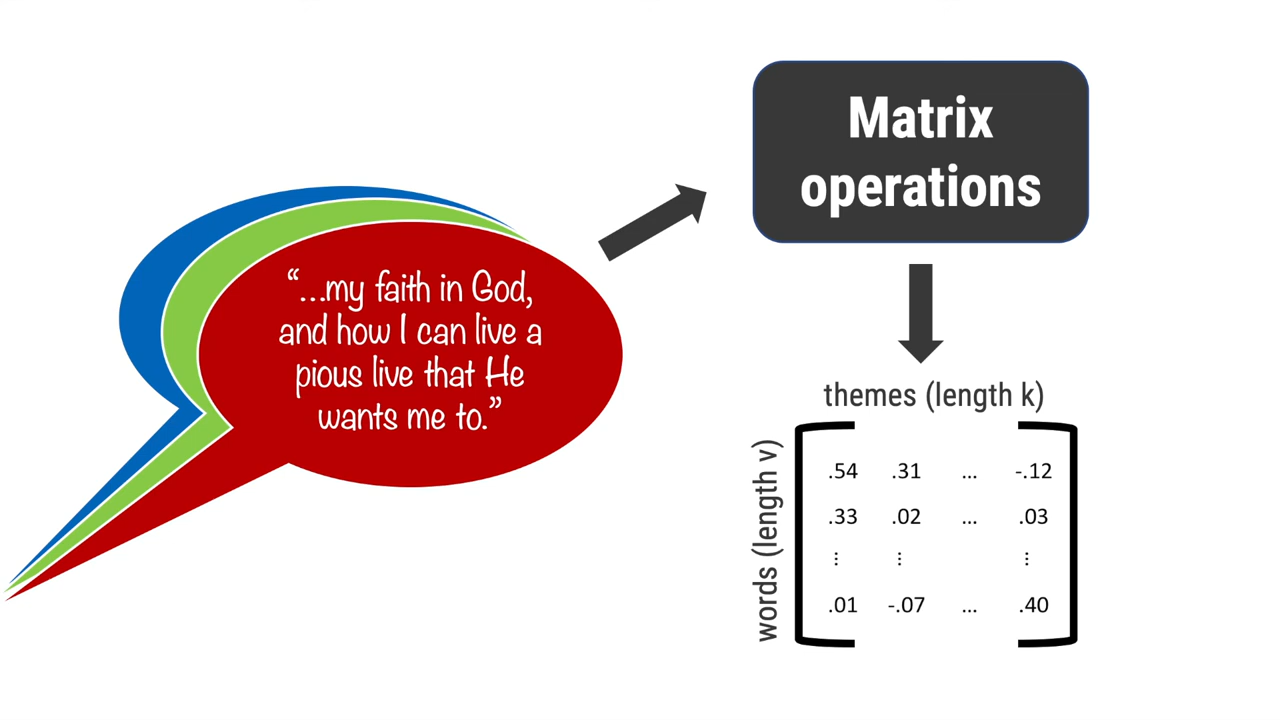 “...my faith in God,
and how I can live a
pious live that He
wants me to.”
Matrix
operations
themes (length k)
words (length v)
.54 .31 ... -.12
.33 .02 ... .03
⋮ ⋮ ⋮
.01 -.07 ... .40